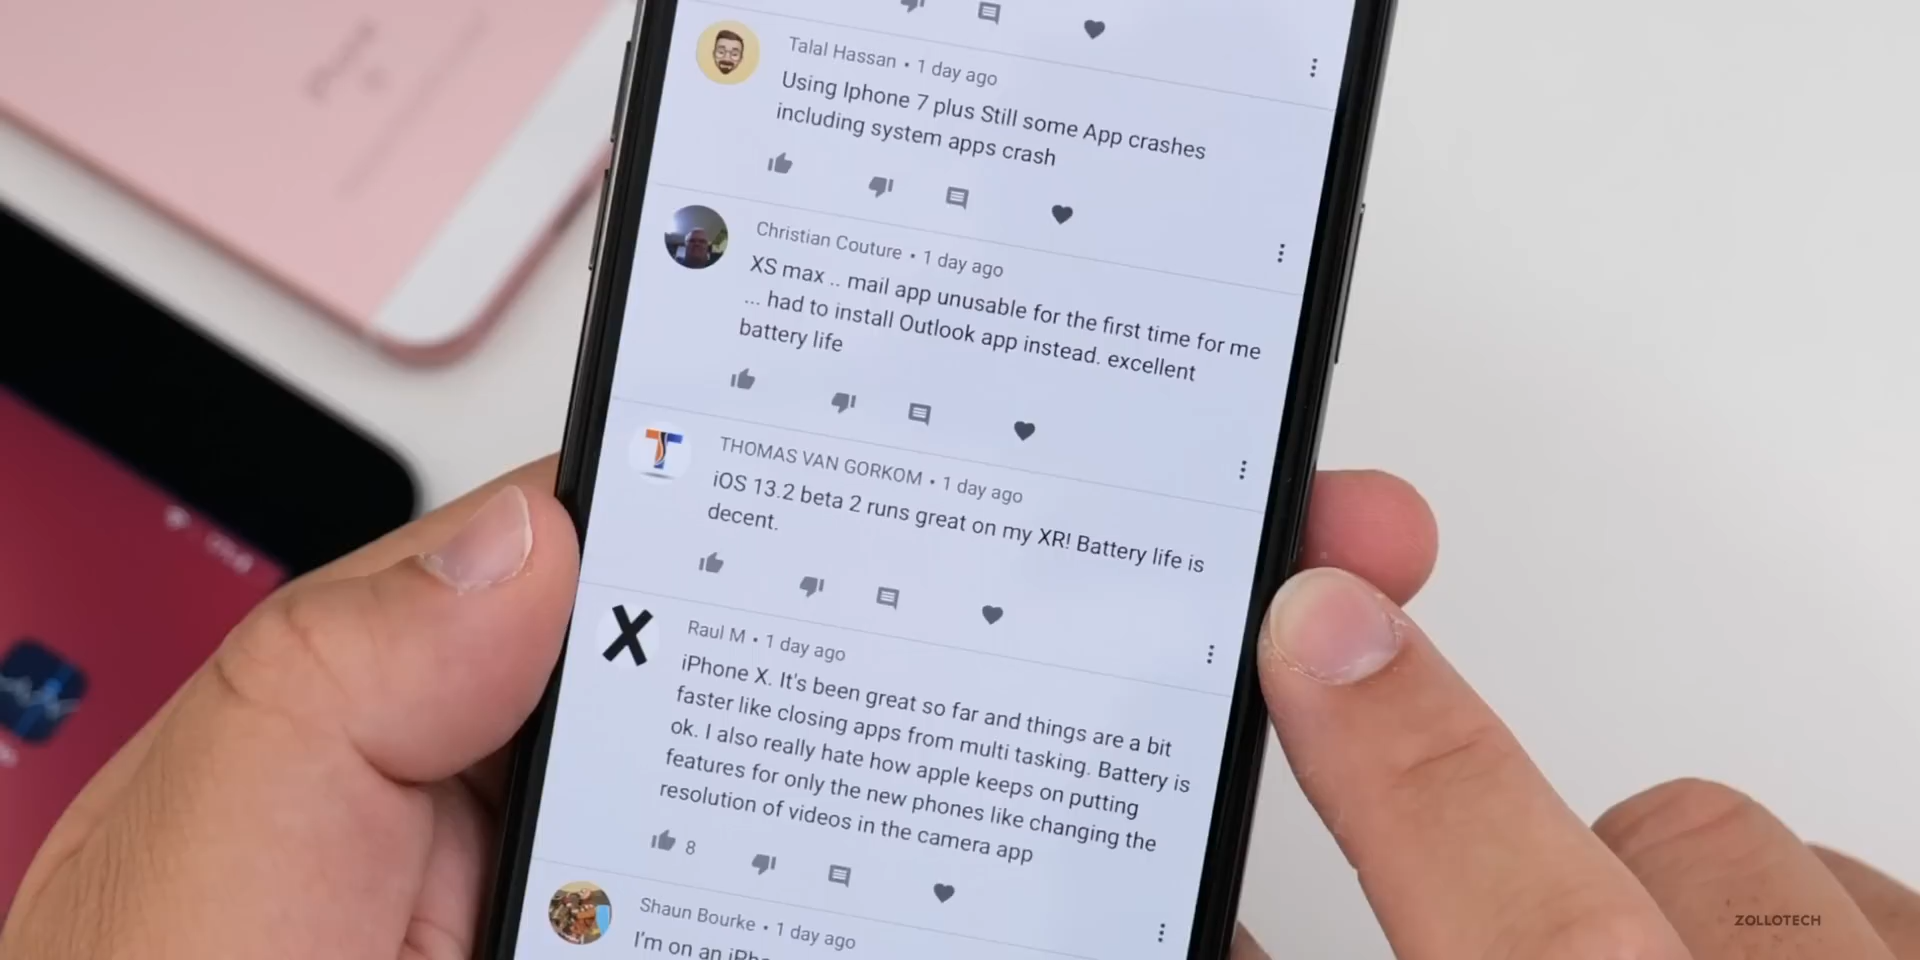 Talal Hassan • 1 day ago
Using Iphone 7 plus Still some App crashes
including system apps crash
Christian Couture • 1 day ago
XS max .. mail app unusable for the first time for me
... had to install Outlook app instead. excellent
battery life
THOMAS VAN GORKOM • 1 day ago
iOS 13.2 beta 2 runs great on my XR! Battery life is
decent.
Raul M • 1 day ago
iPhone X. It's been great so far and things are a bit
faster like closing apps from multi tasking. Battery is
ok. I also really hate how apple keeps on putting
features for only the new phones like changing the
resolution of videos in the camera app
8
Shaun Bourke • 1 day ago
I'm on an
ZOLLOTECH